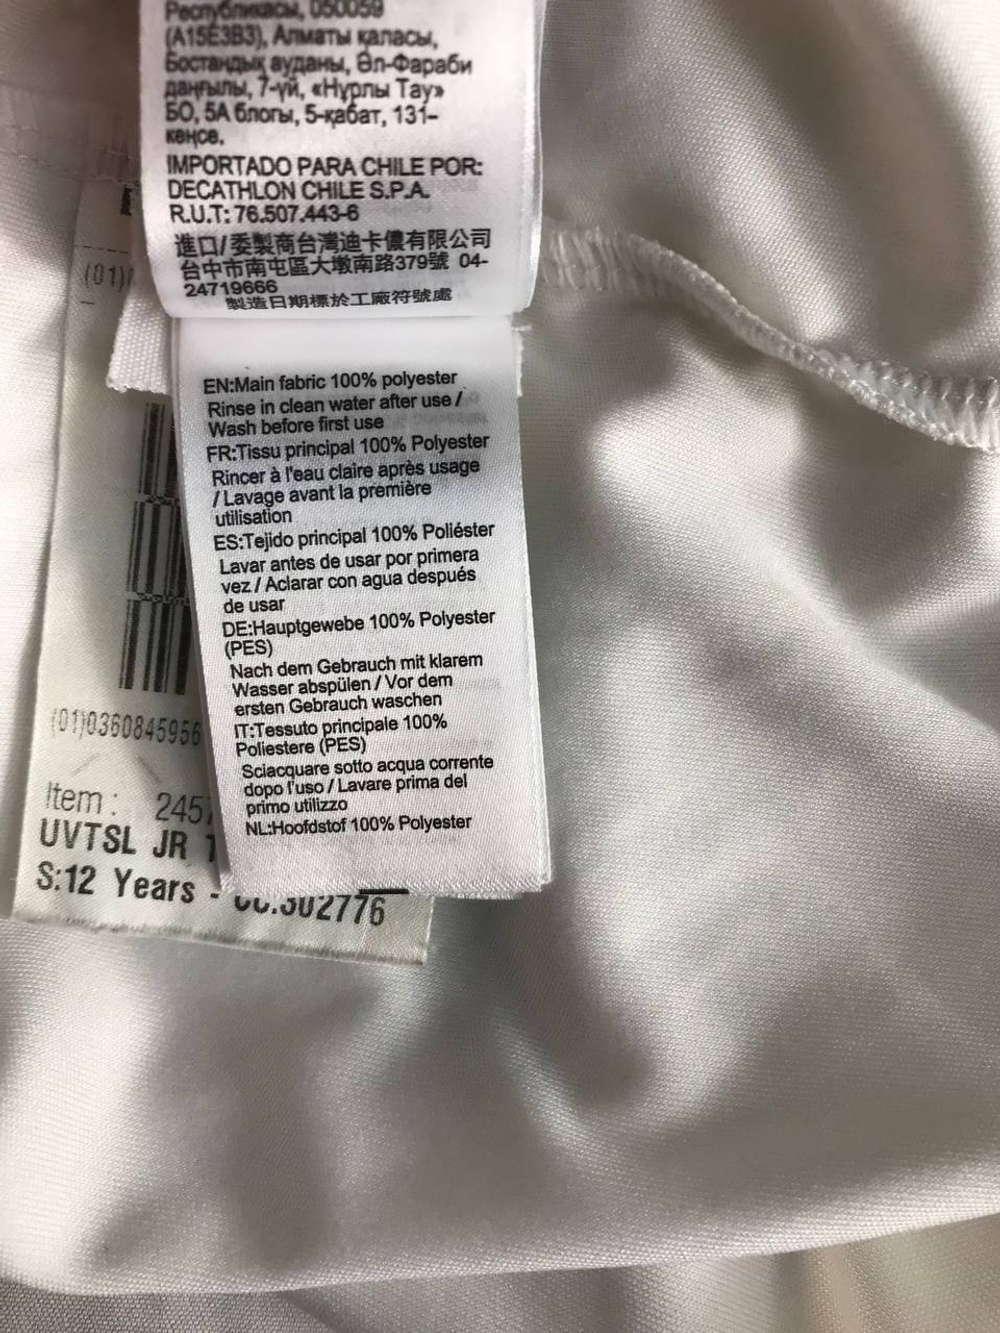 Республикасы, 050059
(A15E3B3), Алматы қаласы,
Бостандық ауданы, Әл-Фараби
даңғылы, 7-үй, «Нұрлы Тау»
БО, 5А блогы, 5-қабат, 131-
кеңсе.
IMPORTADO PARA CHILE POR:
DECATHLON CHILE S.P.A.
R.U.T: 76.507.443-6
進口/委製商台灣迪卡儂有限公司
台中市南屯區大墩南路379號 04-
24719666
製造日期標於工廠符號處
EN:Main fabric 100% polyester
Rinse in clean water after use /
Wash before first use
FR:Tissu principal 100% Polyester
Rincer à l'eau claire après usage
/ Lavage avant la première
utilisation
ES:Tejido principal 100% Poliéster
Lavar antes de usar por primera
vez / Aclarar con agua después
de usar
DE:Hauptgewebe 100% Polyester
(PES)
Nach dem Gebrauch mit klarem
Wasser abspülen / Vor dem
ersten Gebrauch waschen
IT:Tessuto principale 100%
Poliestere (PES)
Sciacquare sotto acqua corrente
dopo l'uso / Lavare prima del
primo utilizzo
NL:Hoofdstof 100% Polyester
(01)
(01)0360845956
Item : 245
UVTSL JR
S:12 Years - CC.302776